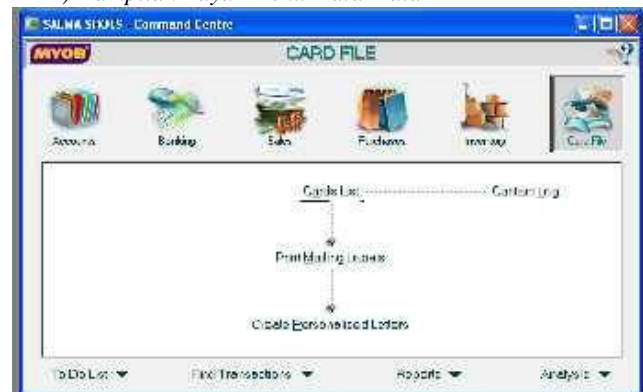 SALMA SHOES - Command Centre
MYOB
CARD FILE
Accounts Banking Sales Purchases Inventory Card File
Cards List Contact Log
Print Mailing Labels
Create Personalised Letters
To Do List Find Transactions Reports Analysis